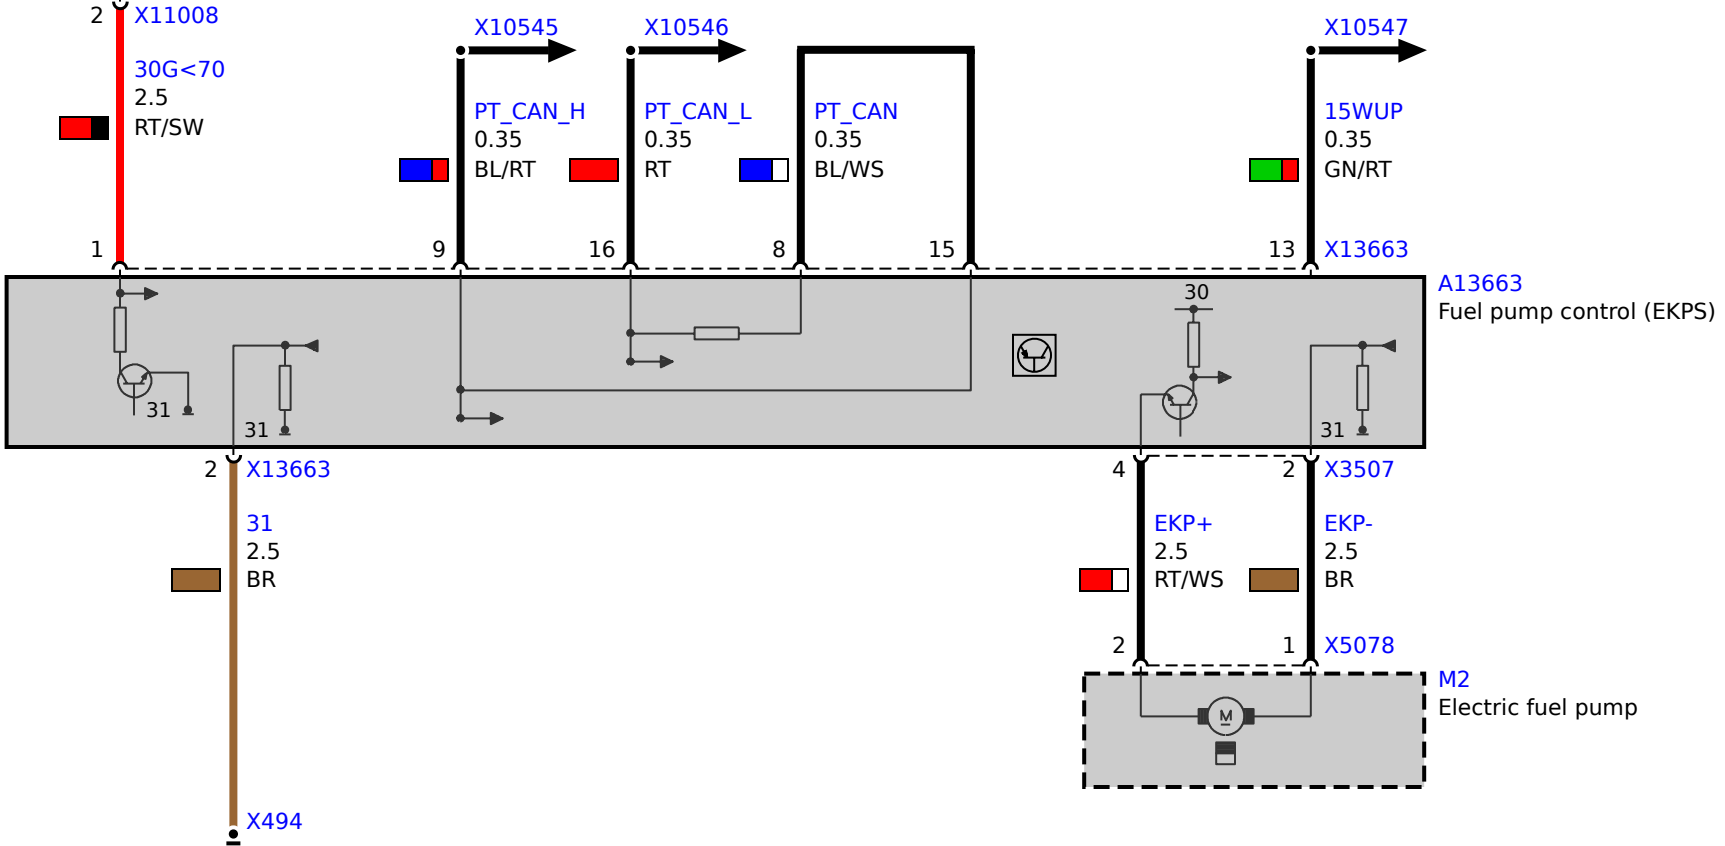 2 X11008
X10545 X10546 X10547
30G<70
2.5
RT/SW
PT_CAN_H PT_CAN_L PT_CAN 15WUP
0.35 0.35 0.35 0.35
BL/RT RT BL/WS GN/RT
1 9 16 8 15 13 X13663
A13663
Fuel pump control (EKPS)
30
31
31 31
2 X13663 4 2 X3507
31 EKP+ EKP-
2.5 2.5 2.5
BR RT/WS BR
2 1 X5078
M2
Electric fuel pump
M
X494